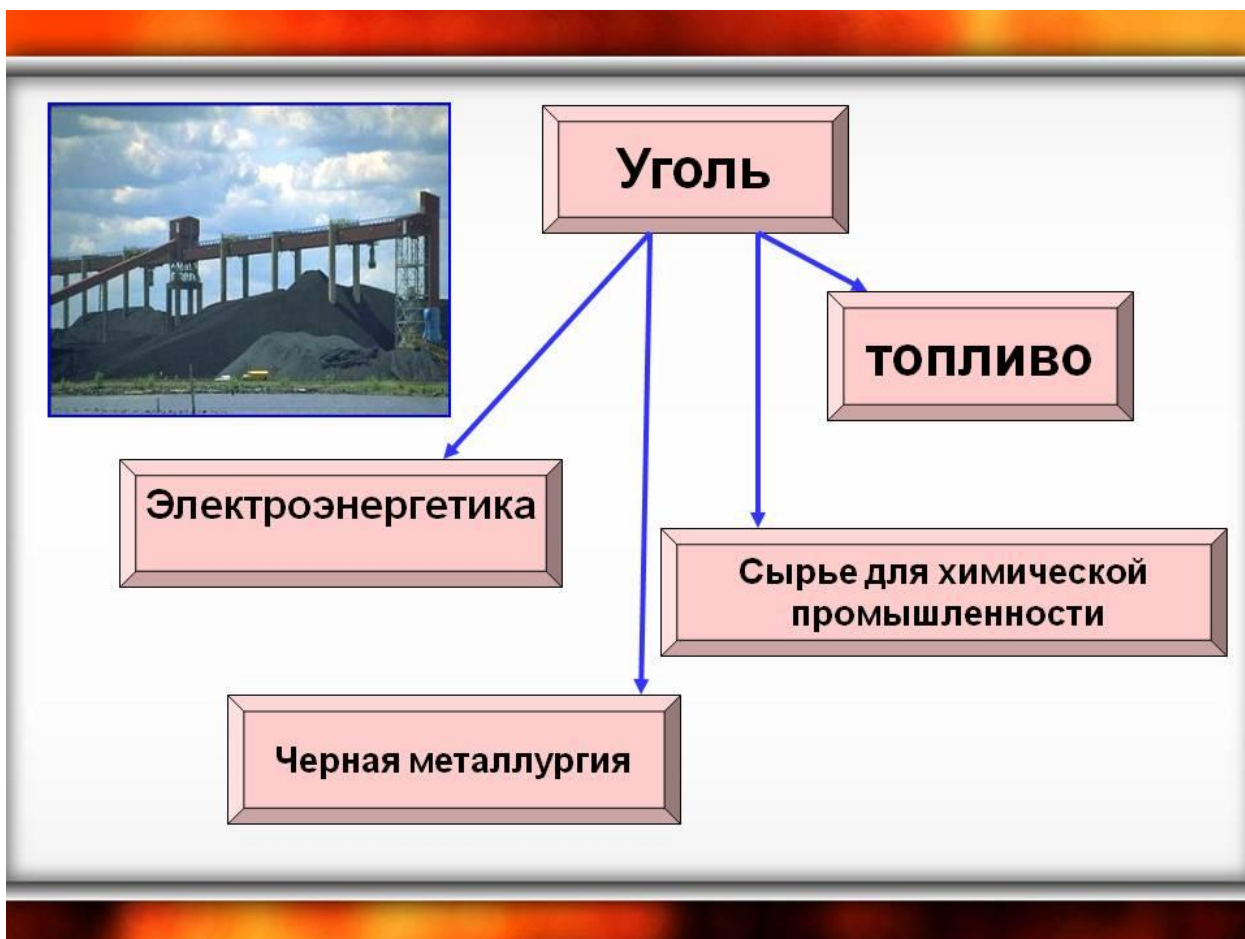 Уголь
топливо
Электроэнергетика
Сырье для химической
промышленности
Черная металлургия